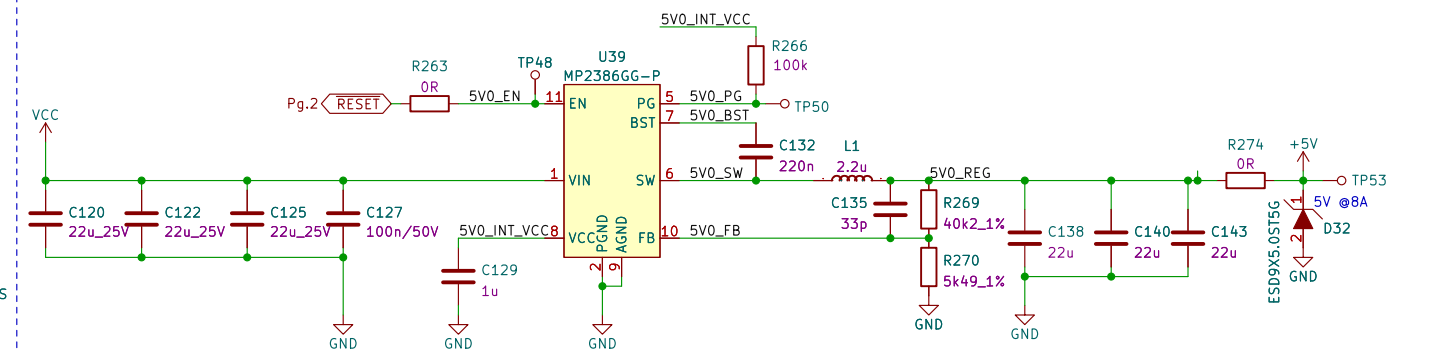 5V0_INT_VCC
R266
100k
U39
MP2386GG-P
TP48
R263
0R
Pg.2
RESET
5V0_EN
11
EN
PG
5
5V0_PG
TP50
BST
7
5V0_BST
VCC
C132
220n
L1
2.2u
R274
0R
+5V
1
VIN
SW
6
5V0_SW
5V0_REG
TP53
C120
22u_25V
C122
22u_25V
C125
22u_25V
C127
100n/50V
C135
33p
R269
40k2_1%
5V @8A
1
2
D32
ESD9X5.0ST5G
GND
5V0_INT_VCC
8
VCC
PGND
AGND
FB
10
5V0_FB
C138
22u
C140
22u
C143
22u
2
9
C129
1u
R270
5k49_1%
S
GND
GND
GND
GND
GND